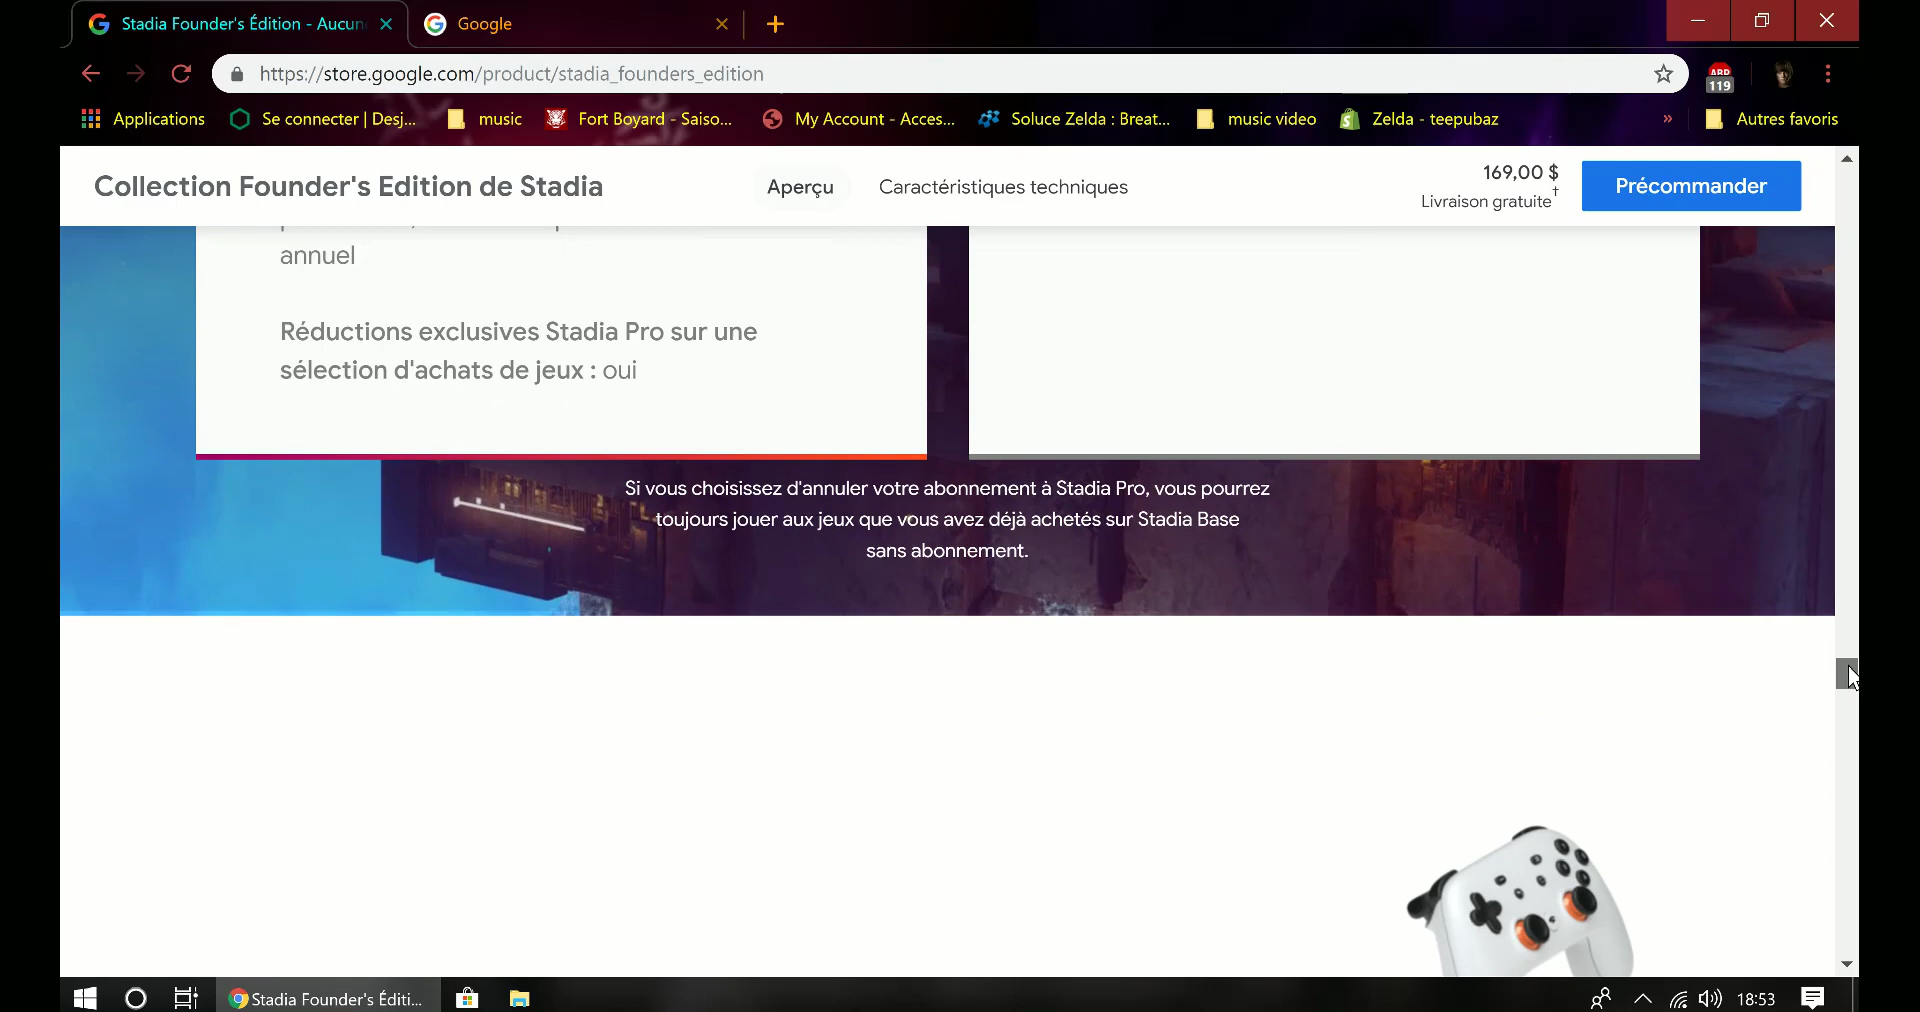 Stadia Founder's Édition - Aucun
Google
https://store.google.com/product/stadia_founders_edition
ABP
119
Applications
Se connecter | Desj...
music
Fort Boyard - Saiso...
My Account - Acces...
Soluce Zelda : Breat...
music video
Zelda - teepubaz
»
Autres favoris
Collection Founder's Edition de Stadia
Aperçu
Caractéristiques techniques
169,00 $
Livraison gratuite†
Précommander
annuel
Réductions exclusives Stadia Pro sur une
sélection d'achats de jeux : oui
Si vous choisissez d'annuler votre abonnement à Stadia Pro, vous pourrez
toujours jouer aux jeux que vous avez déjà achetés sur Stadia Base
sans abonnement.
Stadia Founder's Éditi...
18:53